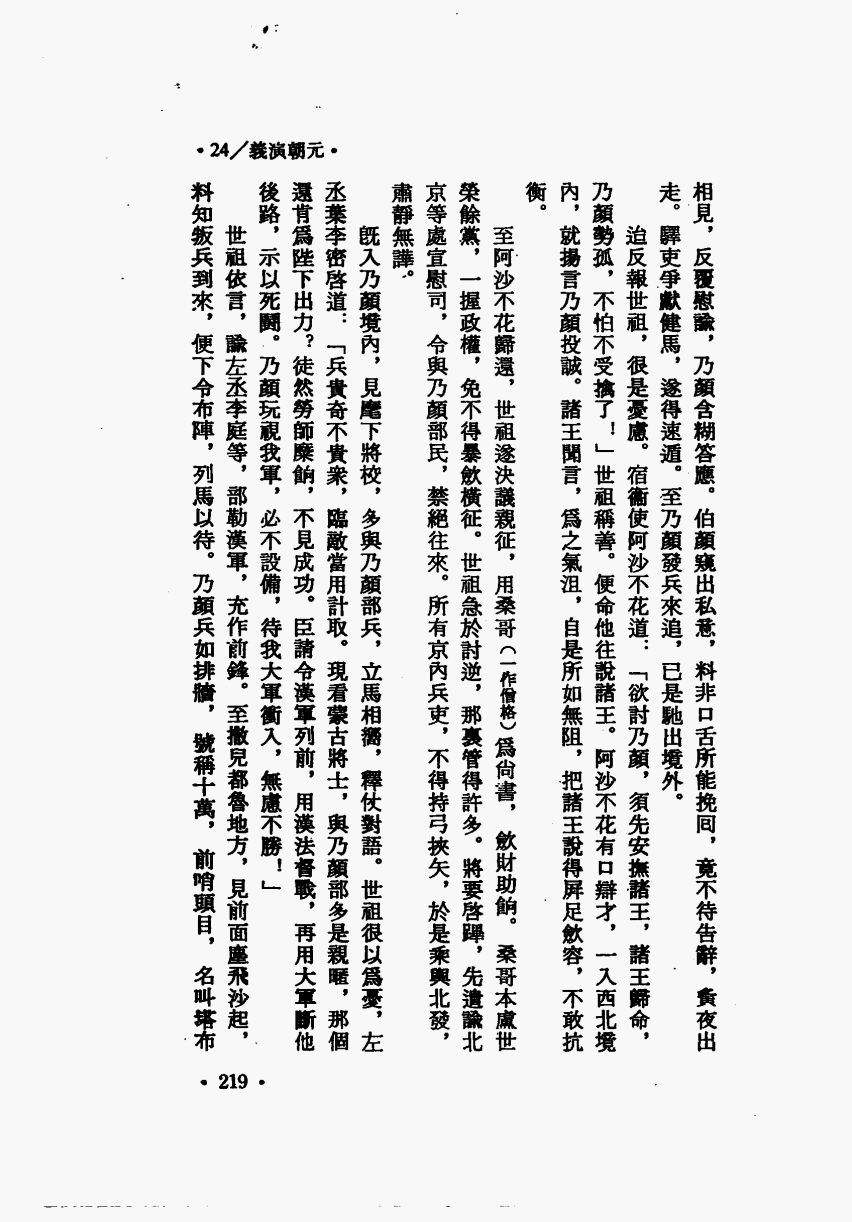 •24／義演朝元•
相見，反覆慰諭，乃顏含糊答應。伯顏窺出私意，料非口舌所能挽回，竟不待告辭，夤夜出
走。驛吏爭獻健馬，遂得速遁。至乃顏發兵來追，已是馳出境外。
迨反報世祖，很是憂慮。宿衞使阿沙不花道：「欲討乃顏，須先安撫諸王，諸王歸命，
乃顏勢孤，不怕不受擒了！」世祖稱善。便命他往說諸王。阿沙不花有口辯才，一入西北境
內，就揚言乃顏投誠。諸王聞言，爲之氣沮，自是所如無阻，把諸王說得屏足斂容，不敢抗
衡。
至阿沙不花歸還，世祖遂決議親征，用桑哥（一作僧格）爲尙書，斂財助餉。桑哥本盧世
榮餘黨，一握政權，免不得暴斂橫征。世祖急於討逆，那裏管得許多。將要啓蹕，先遣諭北
京等處宣慰司，令與乃顏部民，禁絕往來。所有京內兵吏，不得持弓挾矢，於是乘輿北發，
肅靜無譁。
旣入乃顏境內，見麾下將校，多與乃顏部兵，立馬相嚮，釋仗對語。世祖很以爲憂，左
丞葉李密啓道：「兵貴奇不貴衆，臨敵當用計取。現看蒙古將士，與乃顏部多是親暱，那個
還肯爲陛下出力？徒然勞師糜餉，不見成功。臣請令漢軍列前，用漢法督戰，再用大軍斷他
後路，示以死鬬。乃顏玩視我軍，必不設備，待我大軍衝入，無慮不勝！」
世祖依言，諭左丞李庭等，部勒漢軍，充作前鋒。至撒兒都魯地方，見前面塵飛沙起，
料知叛兵到來，便下令布陣，列馬以待。乃顏兵如排牆，號稱十萬，前哨頭目，名叫塔布
•219•